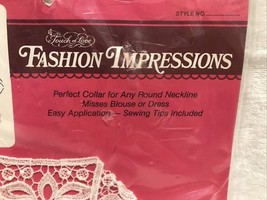 STYLE NO.
Touch of Love
FASHION IMPRESSIONS
Perfect Collar for Any Round Neckline
Misses Blouse or Dress
Easy Application — Sewing Tips Included